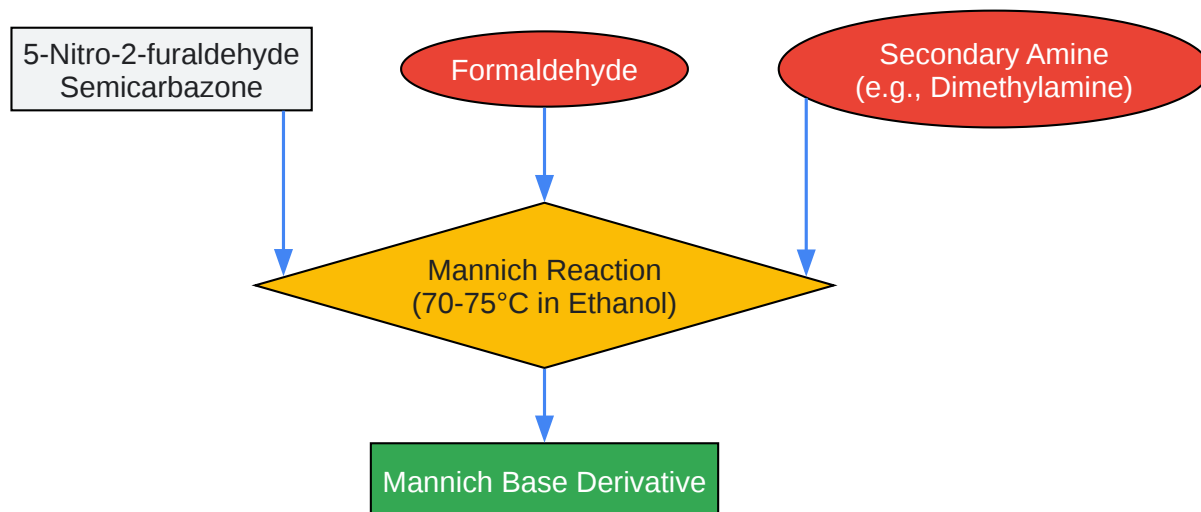 5-Nitro-2-furaldehyde
Semicarbazone
Formaldehyde
Secondary Amine
(e.g., Dimethylamine)
Mannich Reaction
(70-75°C in Ethanol)
Mannich Base Derivative